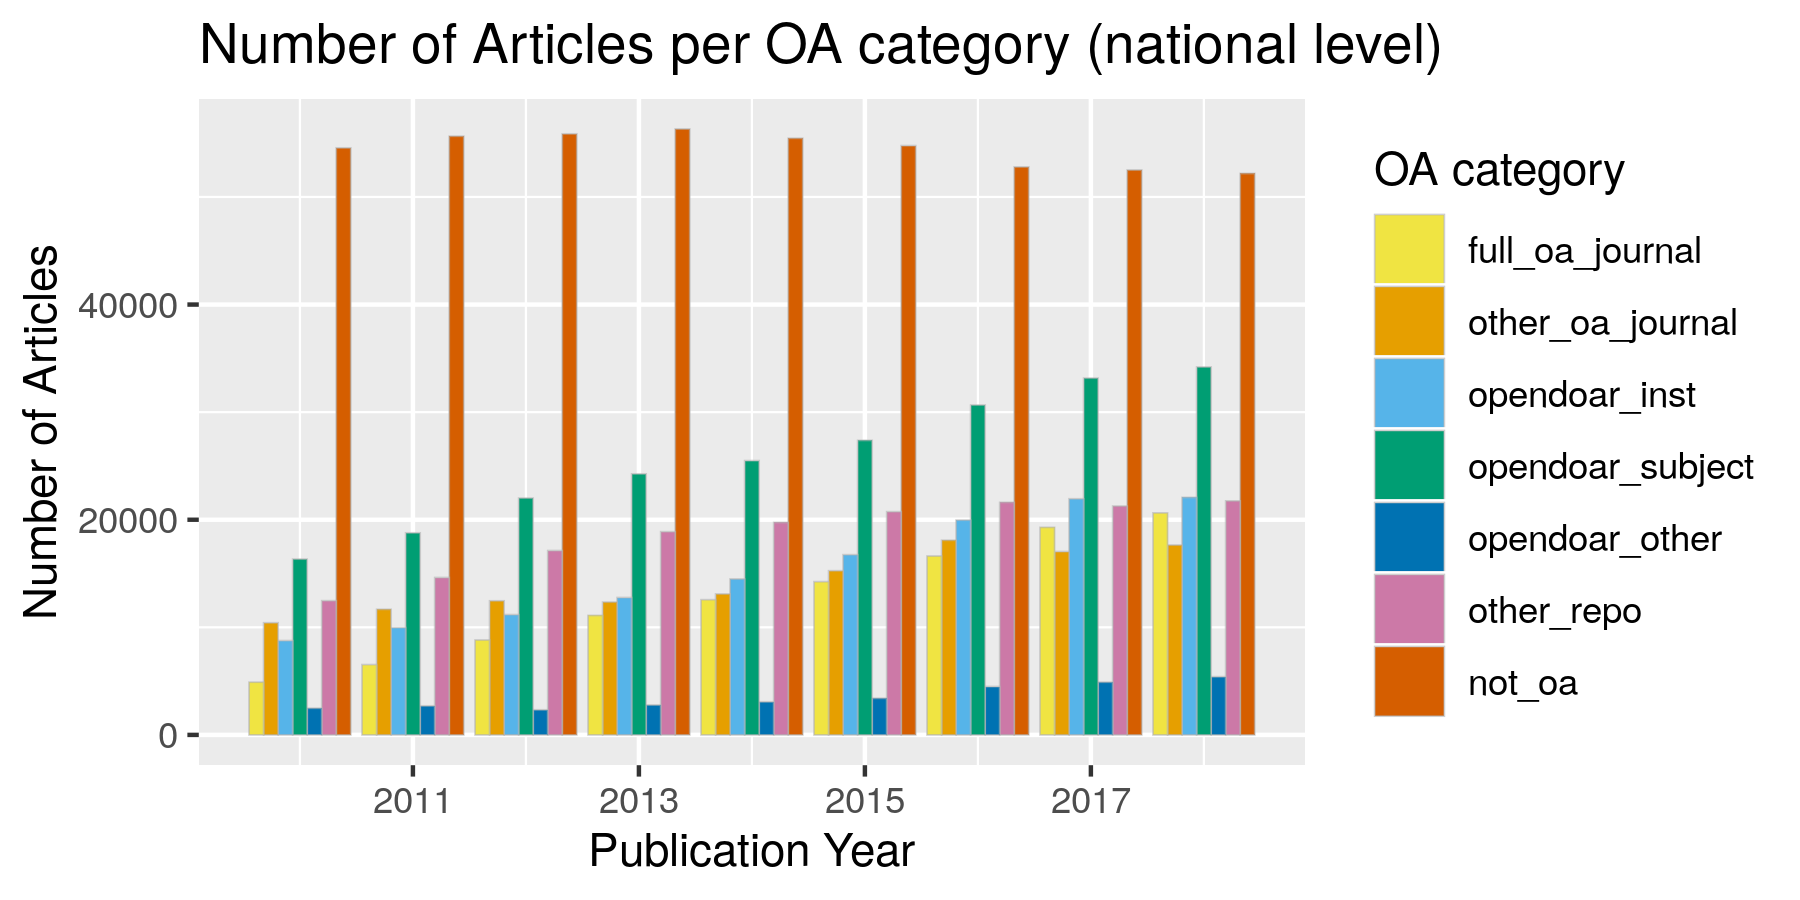 Number of Articles per OA category (national level)
Number of Articles
40000
20000
0
2011
2013
2015
2017
Publication Year
OA category
full_oa_journal
other_oa_journal
opendoar_inst
opendoar_subject
opendoar_other
other_repo
not_oa